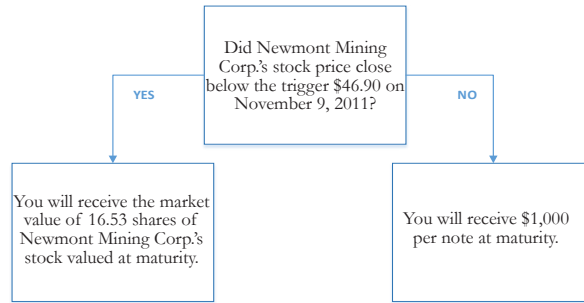 Did Newmont Mining
Corp.'s stock price close
below the trigger $46.90 on
November 9, 2011?
YES
NO
You will receive the market
value of 16.53 shares of
Newmont Mining Corp.'s
stock valued at maturity.
You will receive $1,000
per note at maturity.